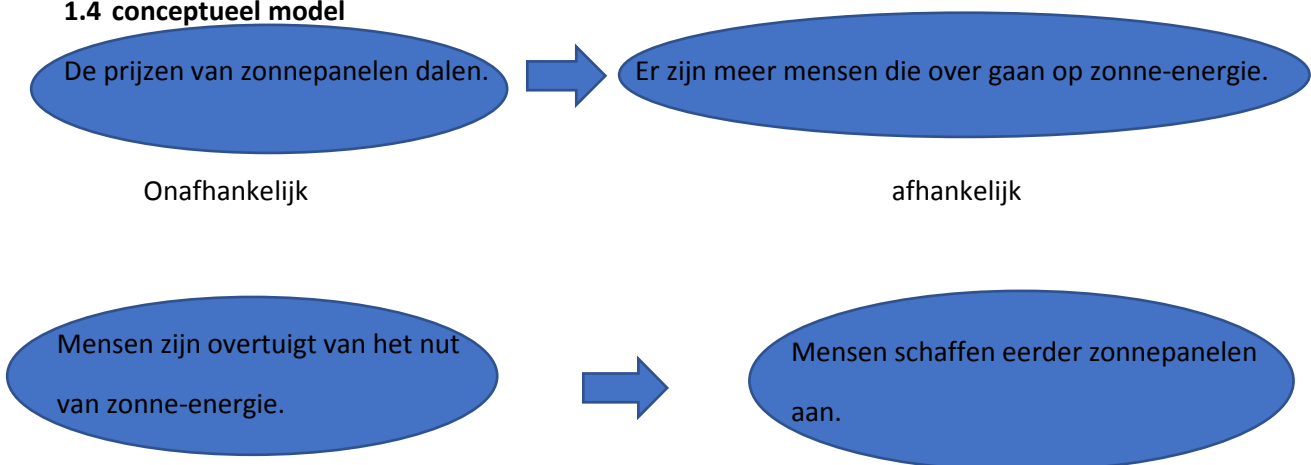 1.4 conceptueel model
De prijzen van zonnepanelen dalen.
Er zijn meer mensen die over gaan op zonne-energie.
Onafhankelijk
afhankelijk
Mensen zijn overtuigt van het nut
van zonne-energie.
Mensen schaffen eerder zonnepanelen
aan.